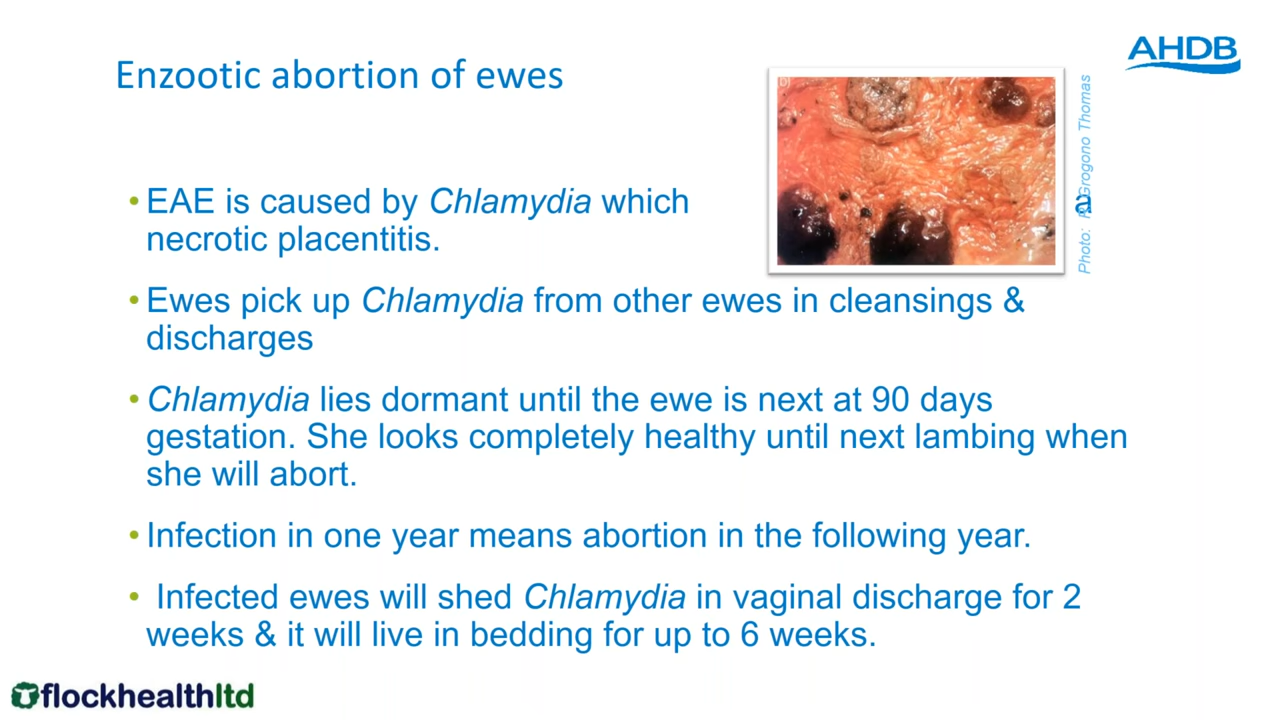 AHDB
Enzootic abortion of ewes
• EAE is caused by Chlamydia which a
necrotic placentitis.
Photo: Grogono Thomas
• Ewes pick up Chlamydia from other ewes in cleansings &
discharges
• Chlamydia lies dormant until the ewe is next at 90 days
gestation. She looks completely healthy until next lambing when
she will abort.
• Infection in one year means abortion in the following year.
• Infected ewes will shed Chlamydia in vaginal discharge for 2
weeks & it will live in bedding for up to 6 weeks.
flockhealthltd